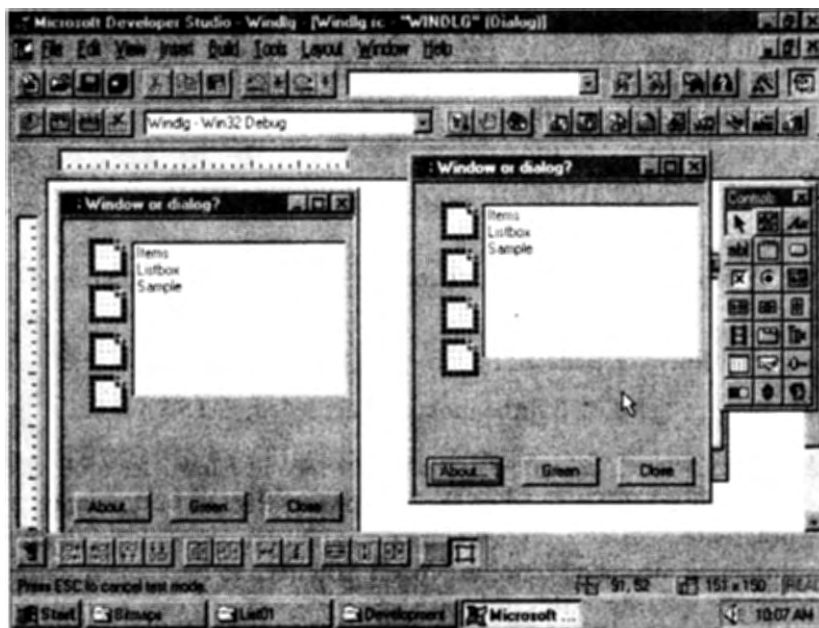 Microsoft Developer Studio - Windlg - [Windlg.rc - "WINDLG" (Dialog)]
File Edit View Insert Build Tools Layout Window Help
Windlg - Win32 Debug
Window or dialog?
Items
Listbox
Sample
About...
Green
Close
Window or dialog?
Items
Listbox
Sample
About...
Green
Close
Controls
Aa
abl
Press ESC to cancel test mode.
91, 52
151 x 150
READ
Start
Bitmaps
List01
Development
Microsoft ...
10:07 AM